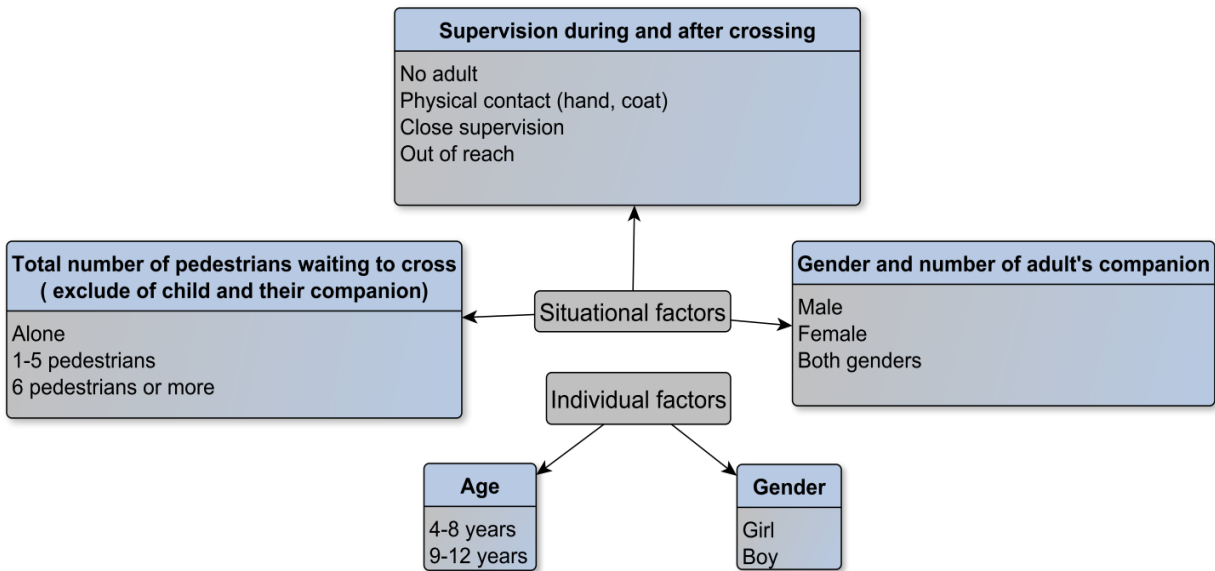 Supervision during and after crossing
No adult
Physical contact (hand, coat)
Close supervision
Out of reach
Total number of pedestrians waiting to cross
( exclude of child and their companion)
Alone
1-5 pedestrians
6 pedestrians or more
Situational factors
Gender and number of adult's companion
Male
Female
Both genders
Individual factors
Age
4-8 years
9-12 years
Gender
Girl
Boy